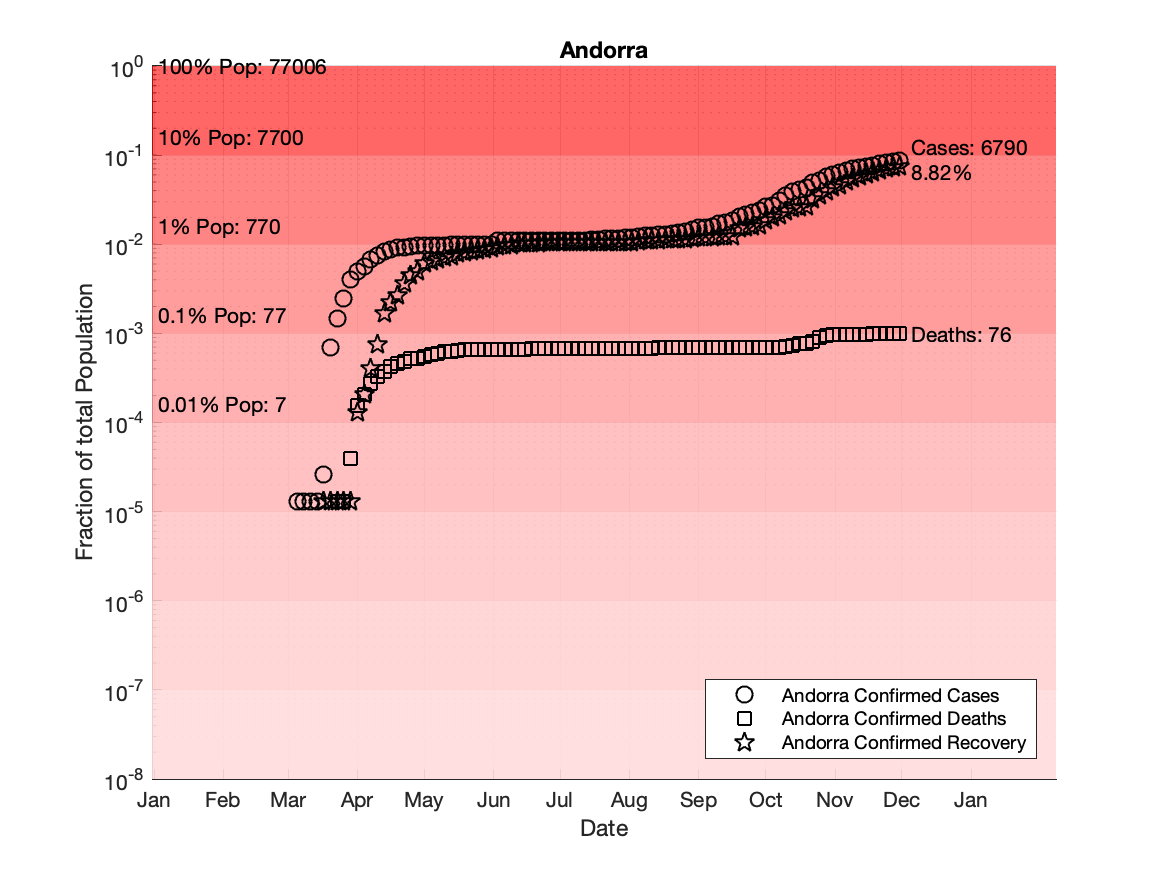 Andorra
10^0
100% Pop: 77006
10% Pop: 7700
10^-1
Cases: 6790
8.82%
1% Pop: 770
10^-2
0.1% Pop: 77
10^-3
Deaths: 76
0.01% Pop: 7
10^-4
10^-5
10^-6
10^-7
10^-8
Fraction of total Population
Andorra Confirmed Cases
Andorra Confirmed Deaths
Andorra Confirmed Recovery
Jan Feb Mar Apr May Jun Jul Aug Sep Oct Nov Dec Jan
Date